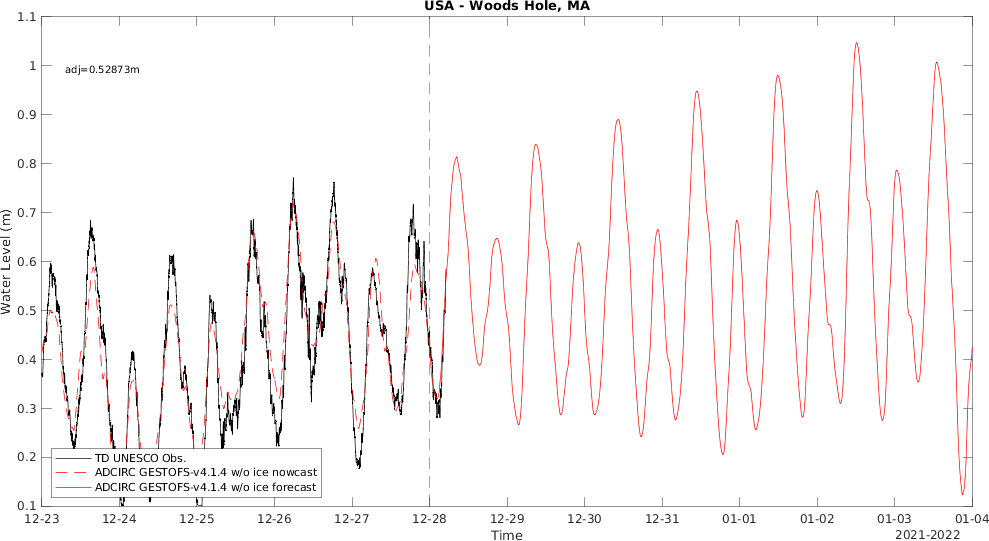 USA - Woods Hole, MA
1.1
1
0.9
0.8
0.7
0.6
0.5
0.4
0.3
0.2
0.1
Water Level (m)
adj=0.52873m
TD UNESCO Obs.
ADCIRC GESTOFS-v4.1.4 w/o ice nowcast
ADCIRC GESTOFS-v4.1.4 w/o ice forecast
12-23 12-24 12-25 12-26 12-27 12-28 12-29 12-30 12-31 01-01 01-02 01-03 01-04
Time
2021-2022